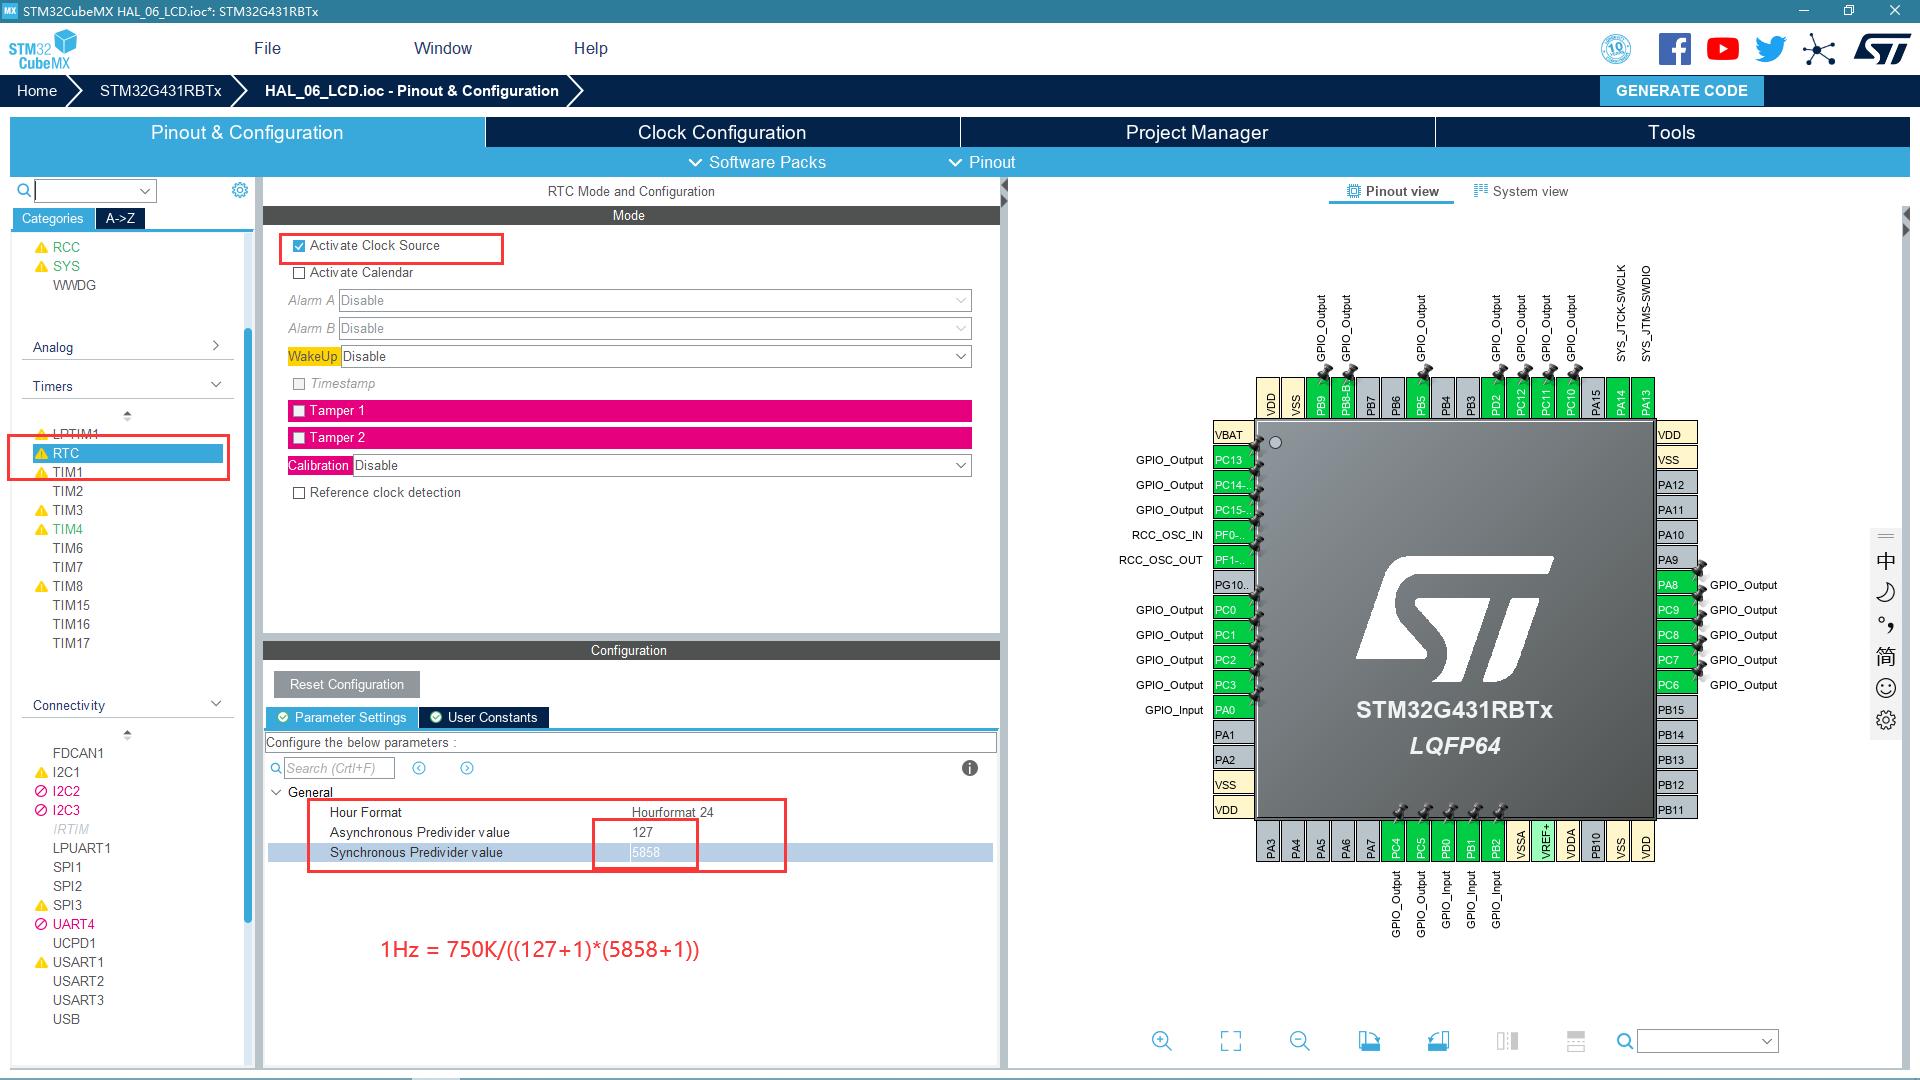 MX STM32CubeMX HAL_06_LCD.ioc*: STM32G431RBTx
STM32 CubeMX
File Window Help
10
ST
Home STM32G431RBTx HAL_06_LCD.ioc - Pinout & Configuration GENERATE CODE
Pinout & Configuration Clock Configuration Project Manager Tools
Software Packs Pinout
Categories A->Z
RCC
SYS
WWDG
Analog
Timers
LPTIM1
RTC
TIM1
TIM2
TIM3
TIM4
TIM6
TIM7
TIM8
TIM15
TIM16
TIM17
Connectivity
FDCAN1
I2C1
I2C2
I2C3
IRTIM
LPUART1
SPI1
SPI2
SPI3
UART4
UCPD1
USART1
USART2
USART3
USB
RTC Mode and Configuration
Mode
Activate Clock Source
Activate Calendar
Alarm A Disable
Alarm B Disable
WakeUp Disable
Timestamp
Tamper 1
Tamper 2
Calibration Disable
Reference clock detection
Configuration
Reset Configuration
Parameter Settings User Constants
Configure the below parameters :
Search (Crtl+F)
General
Hour Format Hourformat 24
Asynchronous Predivider value 127
Synchronous Predivider value 5858
1Hz = 750K/((127+1)*(5858+1))
Pinout view System view
GPIO_Output GPIO_Output GPIO_Output GPIO_Output GPIO_Output GPIO_Output GPIO_Output SYS_JTCK-SWCLK SYS_JTMS-SWDIO
VDD VSS PB9 PB8-B PB7 PB6 PB5 PB4 PB3 PD2 PC12 PC11 PC10 PA15 PA14 PA13
VBAT VDD
GPIO_Output PC13 VSS
GPIO_Output PC14-.. PA12
GPIO_Output PC15-.. PA11
RCC_OSC_IN PF0-.. PA10
RCC_OSC_OUT PF1-.. PA9
PG10.. PA8 GPIO_Output
GPIO_Output PC0 PC9 GPIO_Output
GPIO_Output PC1 PC8 GPIO_Output
GPIO_Output PC2 PC7 GPIO_Output
GPIO_Output PC3 PC6 GPIO_Output
GPIO_Input PA0 PB15
PA1 PB14
PA2 PB13
VSS PB12
VDD PB11
ST
STM32G431RBTx
LQFP64
PA3 PA4 PA5 PA6 PA7 PC4 PC5 PB0 PB1 PB2 VSSA VREF+ VDDA PB10 VSS VDD
GPIO_Output GPIO_Output GPIO_Input GPIO_Input GPIO_Input
中
简